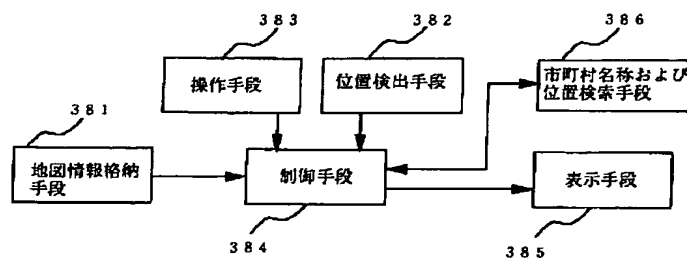 383
382
386
操作手段
位置検出手段
市町村名称および
位置検索手段
381
地図情報格納
手段
制御手段
表示手段
384
385